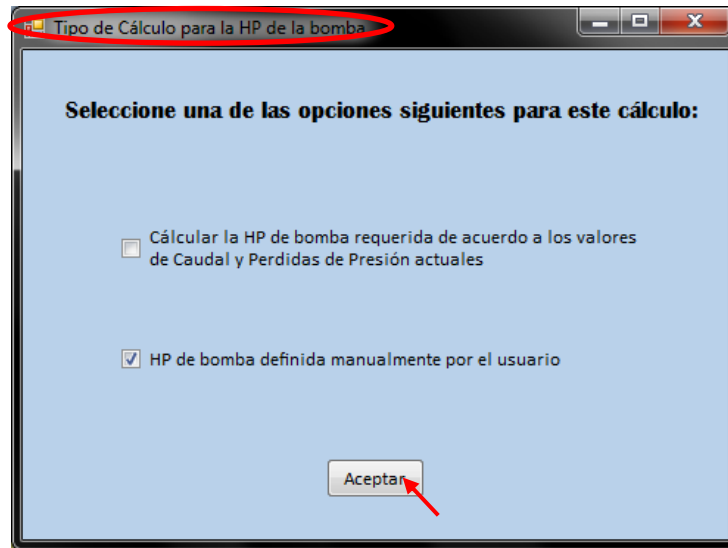 Tipo de Cálculo para la HP de la bomba
Seleccione una de las opciones siguientes para este cálculo:
Cálcular la HP de bomba requerida de acuerdo a los valores
de Caudal y Perdidas de Presión actuales
HP de bomba definida manualmente por el usuario
Aceptar